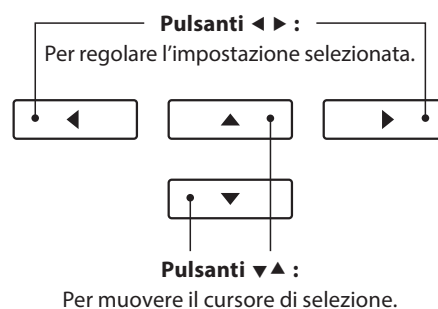 Pulsanti ◀ ▶ :
Per regolare l’impostazione selezionata.
Pulsanti ▼▲ :
Per muovere il cursore di selezione.